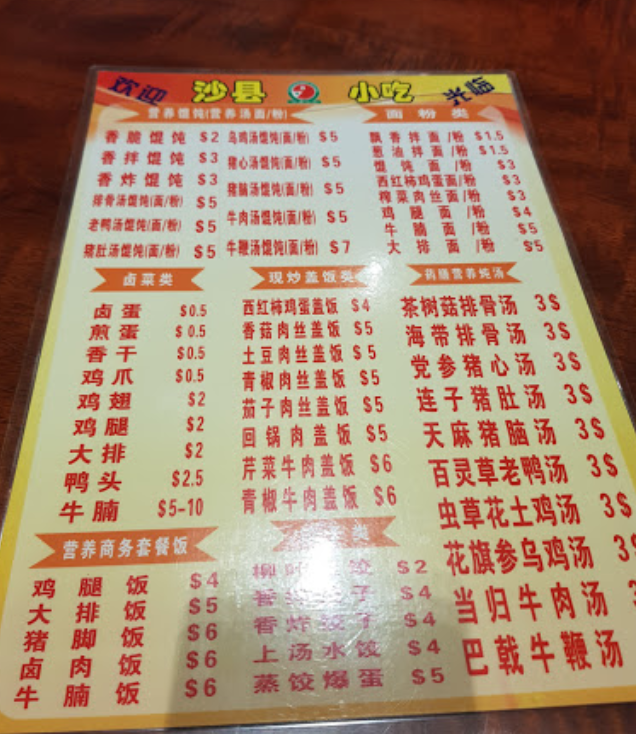 欢迎 沙县 小吃 光临
营养馄饨(营养汤面/粉)
香脆馄饨 $2
香拌馄饨 $3
香炸馄饨 $3
排骨汤馄饨(面/粉) $5
老鸭汤馄饨(面/粉) $5
猪肚汤馄饨(面/粉) $5
乌鸡汤馄饨(面/粉) $5
猪心汤馄饨(面/粉) $5
猪脑汤馄饨(面/粉) $5
牛肉汤馄饨(面/粉) $5
牛鞭汤馄饨(面/粉) $7
面粉类
飘香拌面/粉 $1.5
葱油拌面/粉 $1.5
馄饨面/粉 $3
西红柿鸡蛋面/粉 $3
榨菜肉丝面/粉 $3
鸡腿面/粉 $4
牛腩面/粉 $5
大排面/粉 $5
卤菜类
卤蛋 $0.5
煎蛋 $0.5
香干 $0.5
鸡爪 $0.5
鸡翅 $2
鸡腿 $2
大排 $2
鸭头 $2.5
牛腩 $5-10
现炒盖饭类
西红柿鸡蛋盖饭 $4
香菇肉丝盖饭 $5
土豆肉丝盖饭 $5
青椒肉丝盖饭 $5
茄子肉丝盖饭 $5
回锅肉盖饭 $5
芹菜牛肉盖饭 $6
青椒牛肉盖饭 $6
药膳营养炖汤
茶树菇排骨汤 3$
海带排骨汤 3$
党参猪心汤 3$
连子猪肚汤 3$
天麻猪脑汤 3$
百灵草老鸭汤 3$
虫草花土鸡汤 3$
花旗参乌鸡汤 3$
当归牛肉汤
巴戟牛鞭汤
营养商务套餐饭
鸡腿饭 $4
大排饭 $5
猪脚饭 $6
卤肉饭 $6
牛腩饭 $6
类
柳叶 饺 $2
香 子 $4
香炸饺子 $4
上汤水饺 $4
蒸饺爆蛋 $5